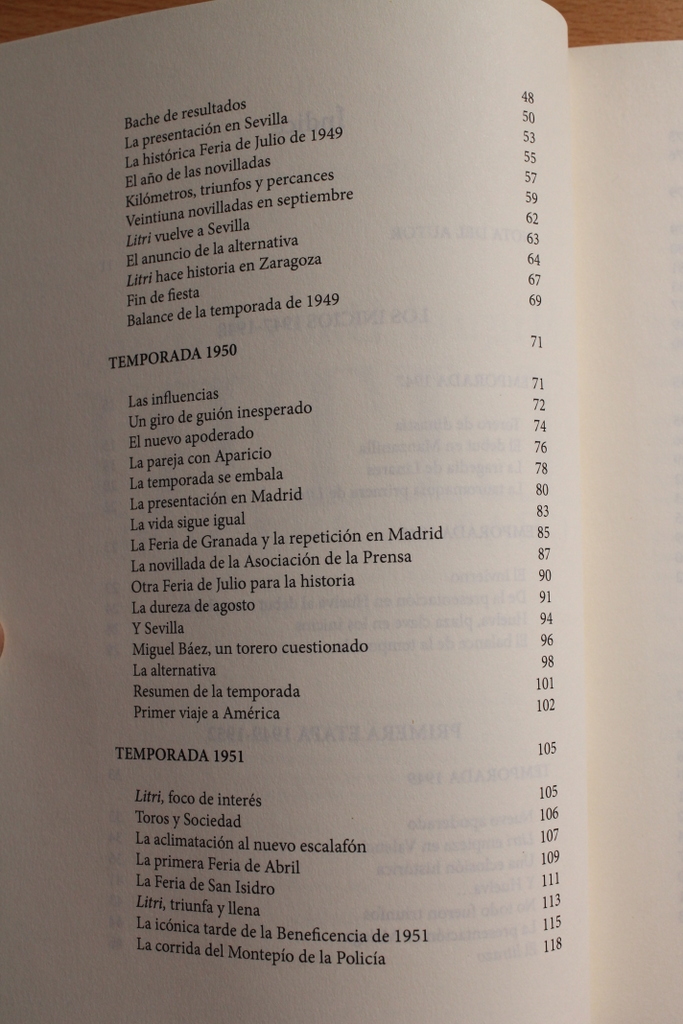 Bache de resultados 48
La presentación en Sevilla 50
La histórica Feria de Julio de 1949 53
El año de las novilladas 55
Kilómetros, triunfos y percances 57
Veintiuna novilladas en septiembre 59
Litri vuelve a Sevilla 62
El anuncio de la alternativa 63
Litri hace historia en Zaragoza 64
Fin de fiesta 67
Balance de la temporada de 1949 69
TEMPORADA 1950 71
Las influencias 71
Un giro de guión inesperado 72
El nuevo apoderado 74
La pareja con Aparicio 76
La temporada se embala 78
La presentación en Madrid 80
La vida sigue igual 83
La Feria de Granada y la repetición en Madrid 85
La novillada de la Asociación de la Prensa 87
Otra Feria de Julio para la historia 90
La dureza de agosto 91
Y Sevilla 94
Miguel Báez, un torero cuestionado 96
La alternativa 98
Resumen de la temporada 101
Primer viaje a América 102
TEMPORADA 1951 105
Litri, foco de interés 105
Toros y Sociedad 106
La aclimatación al nuevo escalafón 107
La primera Feria de Abril 109
La Feria de San Isidro 111
Litri, triunfa y llena 113
La icónica tarde de la Beneficencia de 1951 115
La corrida del Montepío de la Policía 118